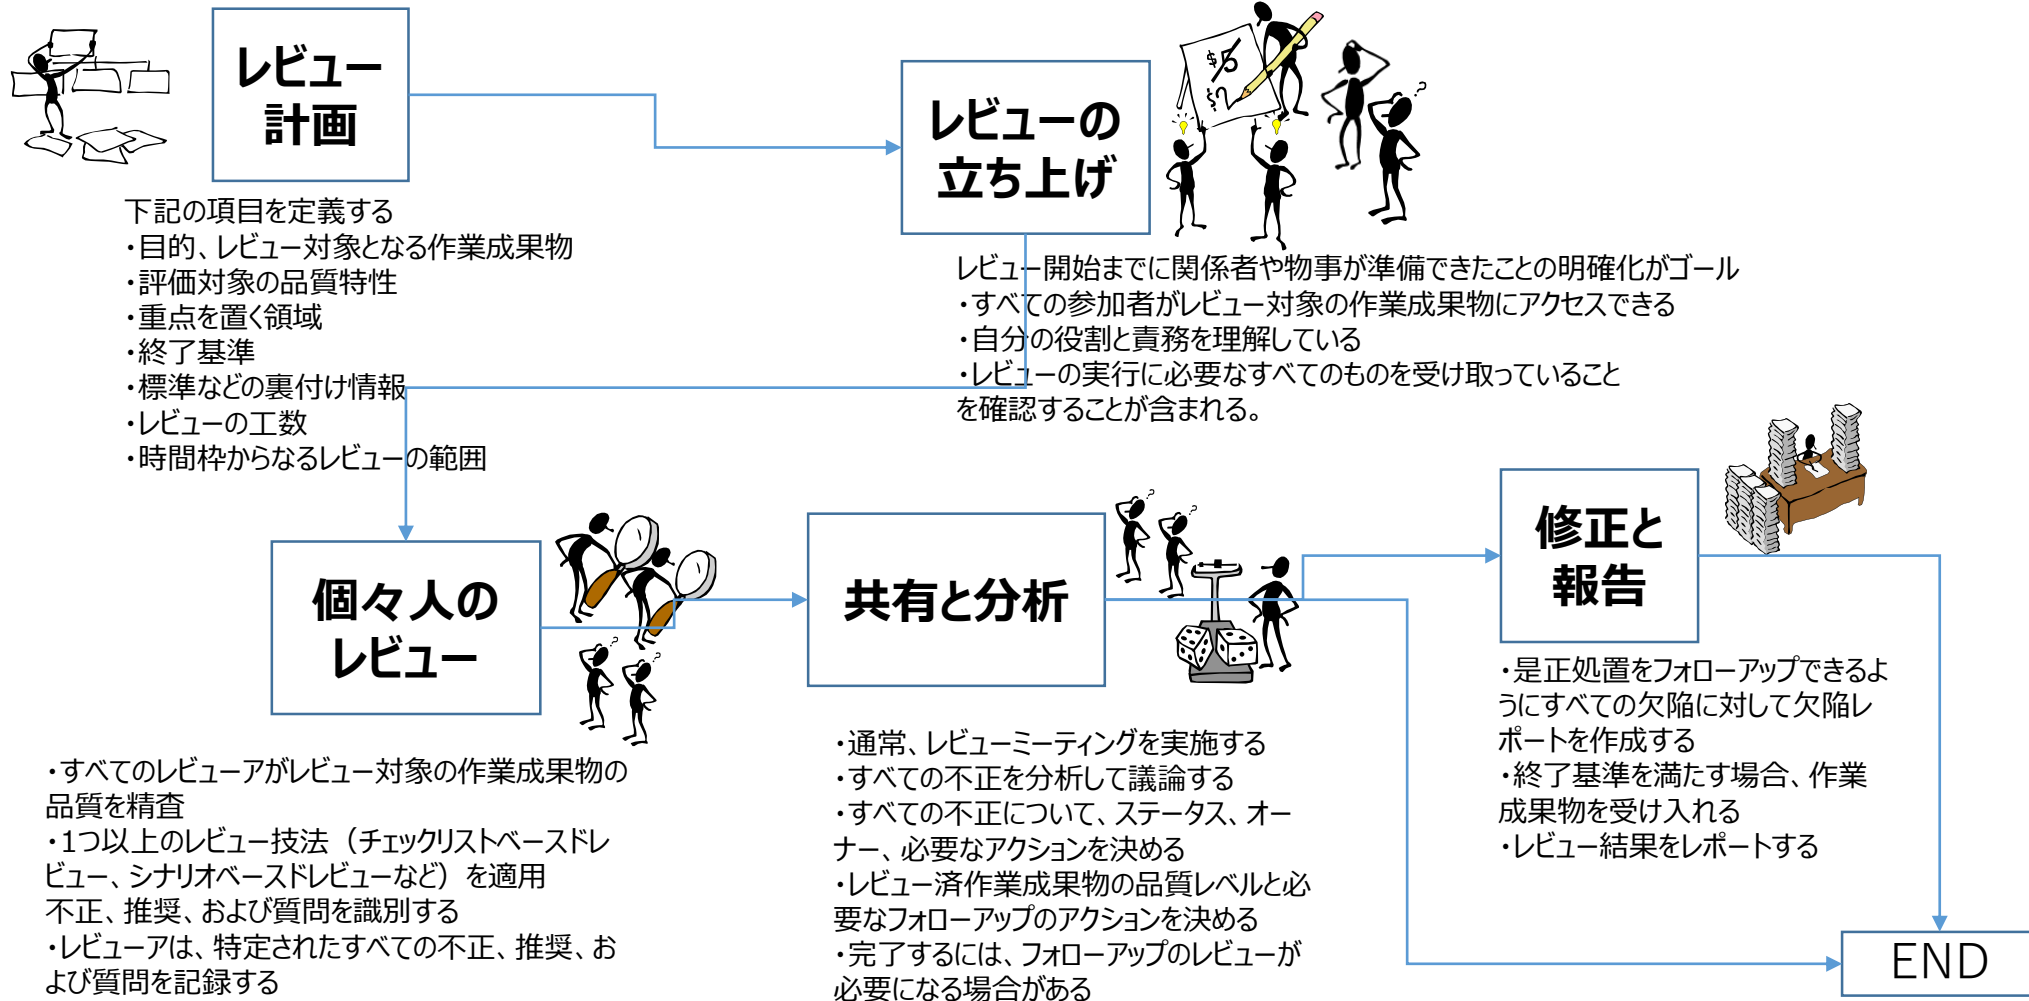 レビュー
計画
下記の項目を定義する
・目的、レビュー対象となる作業成果物
・評価対象の品質特性
・重点を置く領域
・終了基準
・標準などの裏付け情報
・レビューの工数
・時間枠からなるレビューの範囲
$5
$?
レビューの
立ち上げ
?
レビュー開始までに関係者や物事が準備できたことの明確化がゴール
・すべての参加者がレビュー対象の作業成果物にアクセスできる
・自分の役割と責務を理解している
・レビューの実行に必要なすべてのものを受け取っていること
を確認することが含まれる。
個々人の
レビュー
?
?
・すべてのレビューアがレビュー対象の作業成果物の
品質を精査
・1つ以上のレビュー技法（チェックリストベースドレ
ビュー、シナリオベースドレビューなど）を適用
不正、推奨、および質問を識別する
・レビューアは、特定されたすべての不正、推奨、お
よび質問を記録する
共有と分析
?
?
・通常、レビューミーティングを実施する
・すべての不正を分析して議論する
・すべての不正について、ステータス、オー
ナー、必要なアクションを決める
・レビュー済作業成果物の品質レベルと必
要なフォローアップのアクションを決める
・完了するには、フォローアップのレビューが
必要になる場合がある
修正と
報告
・是正処置をフォローアップできるよ
うにすべての欠陥に対して欠陥レ
ポートを作成する
・終了基準を満たす場合、作業
成果物を受け入れる
・レビュー結果をレポートする
END